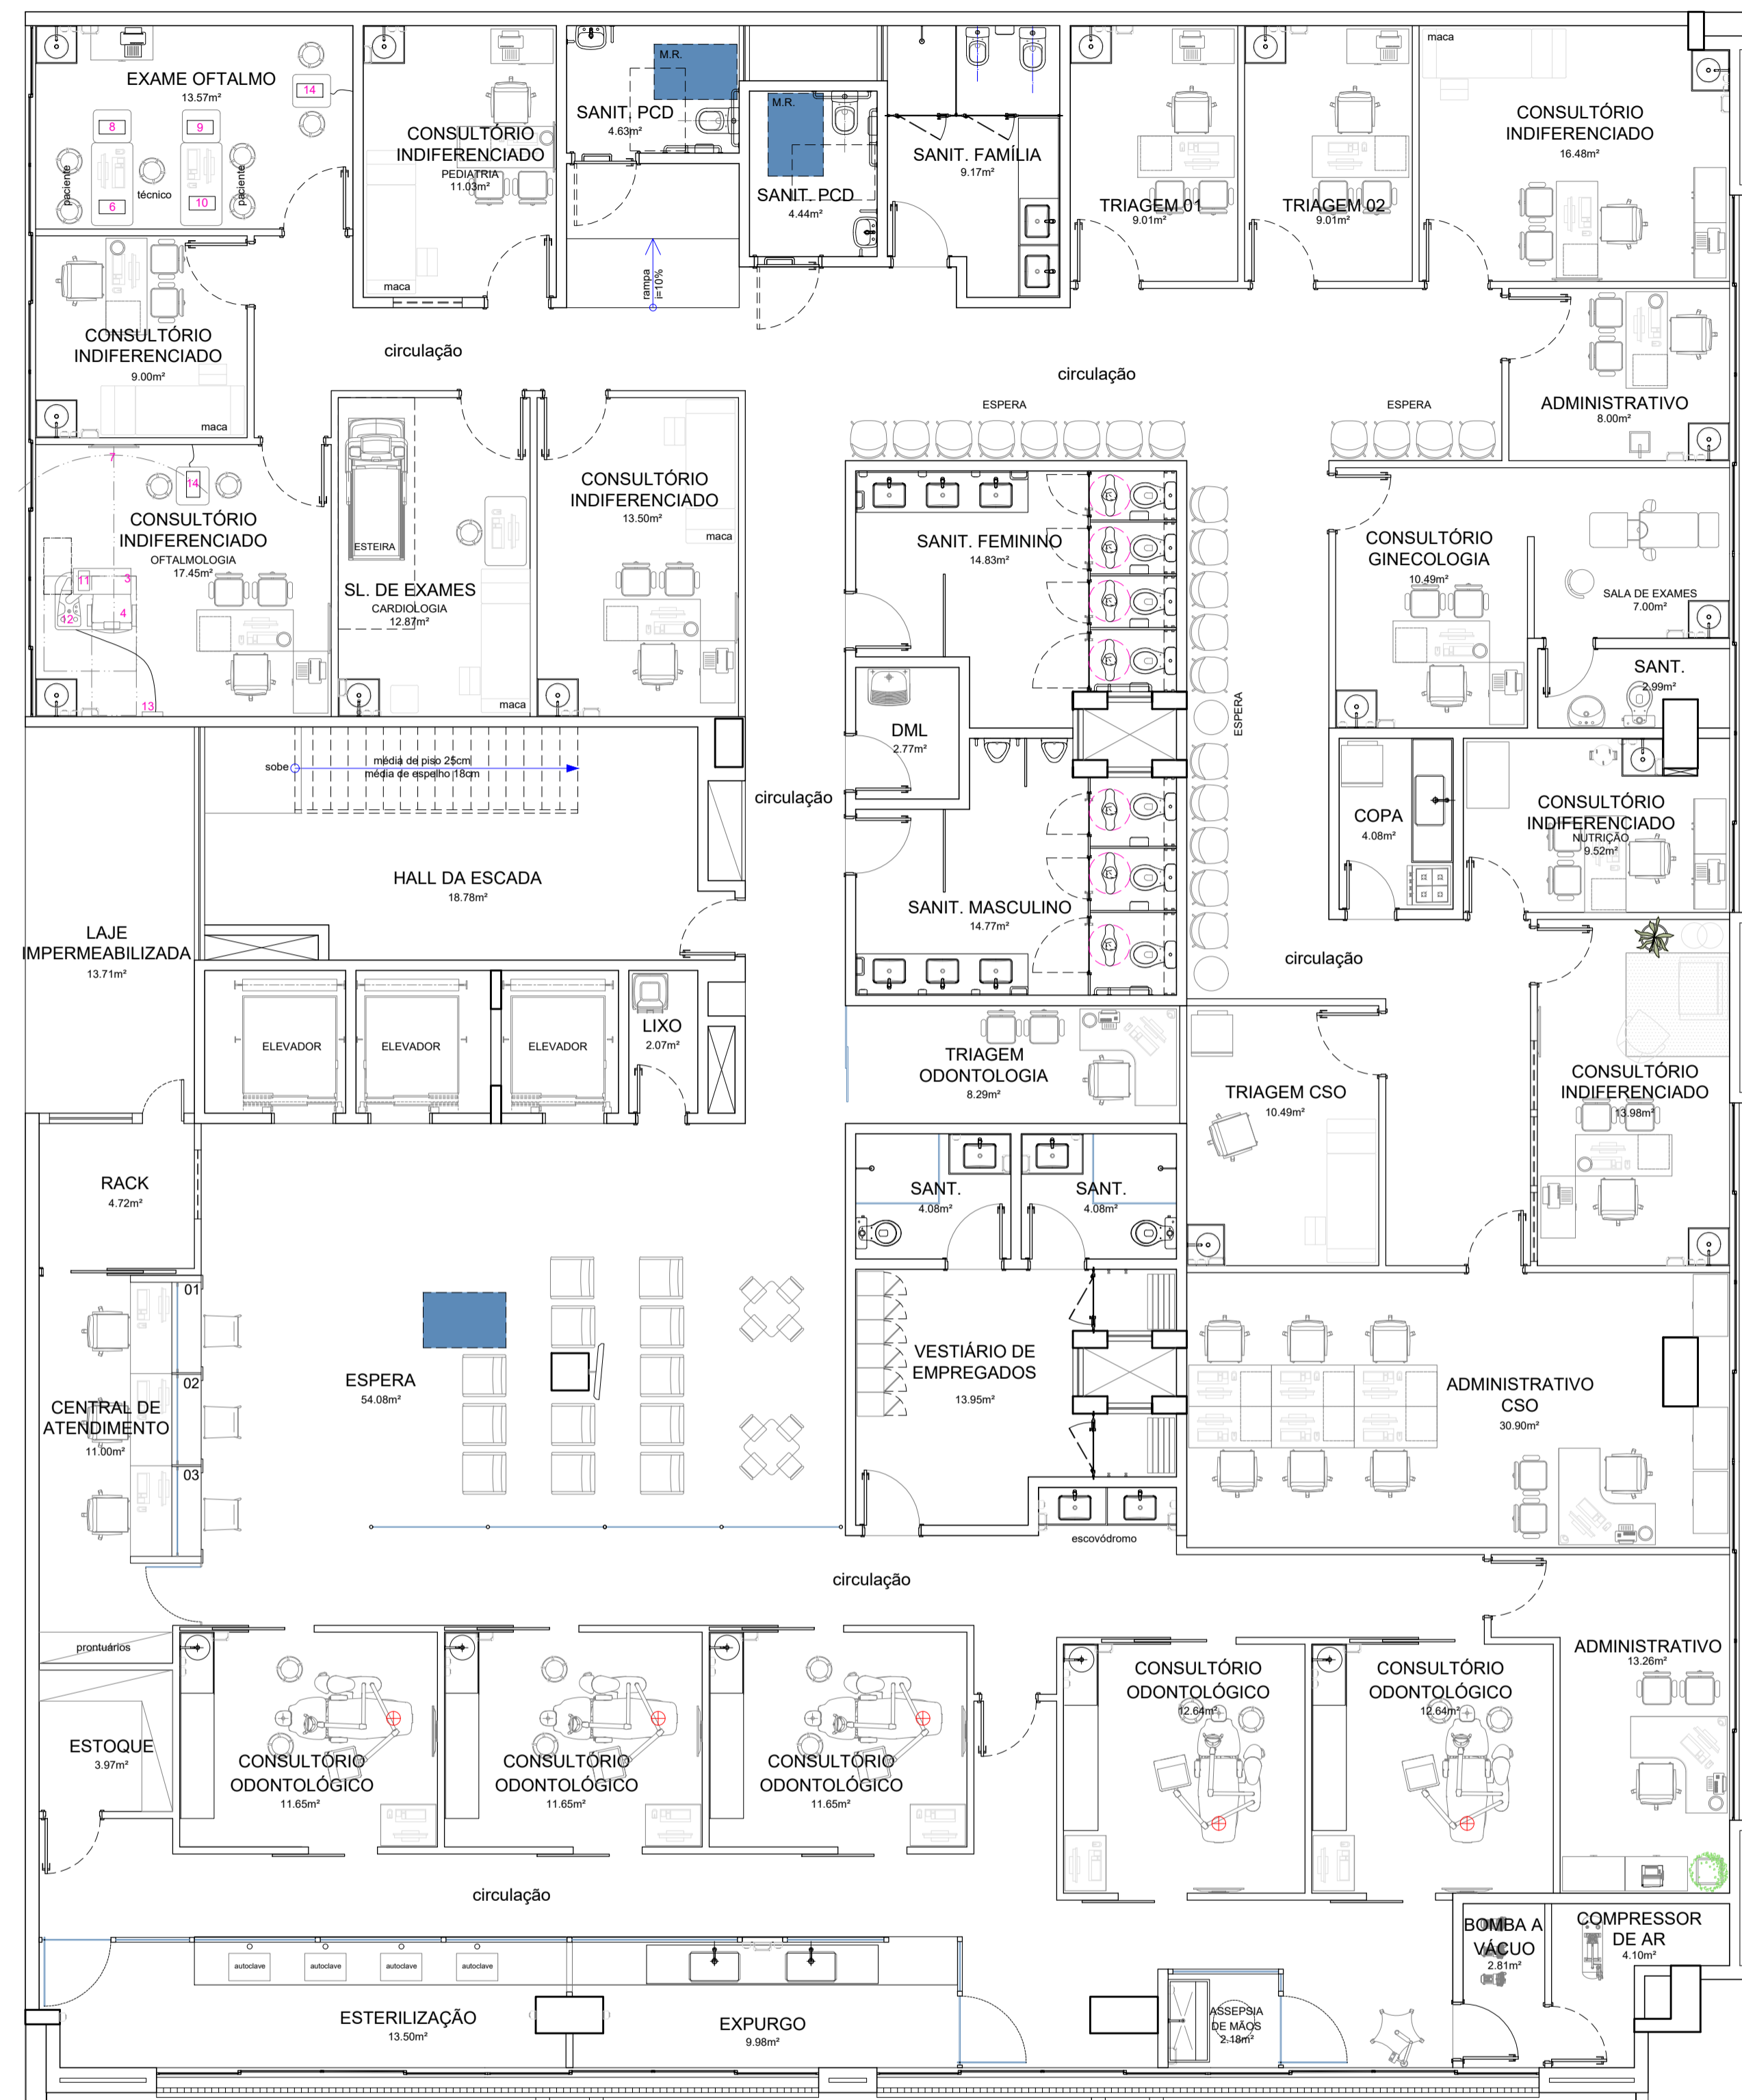 EXAME OFTALMO
13.57m²
14
8
9
6
10
paciente
técnico
paciente
CONSULTÓRIO
INDIFERENCIADO
PEDIATRIA
11.03m²
maca
M.R.
SANIT. PCD
4.63m²
M.R.
SANIT. PCD
4.44m²
rampa
i=10%
SANIT. FAMÍLIA
9.17m²
TRIAGEM 01
9.01m²
TRIAGEM 02
9.01m²
maca
CONSULTÓRIO
INDIFERENCIADO
16.48m²
CONSULTÓRIO
INDIFERENCIADO
9.00m²
maca
circulação
circulação
ESPERA
ESPERA
ADMINISTRATIVO
8.00m²
7
14
CONSULTÓRIO
INDIFERENCIADO
OFTALMOLOGIA
17.45m²
11
3
4
12
13
ESTEIRA
SL. DE EXAMES
CARDIOLOGIA
12.87m²
maca
CONSULTÓRIO
INDIFERENCIADO
13.50m²
maca
SANIT. FEMININO
14.83m²
CONSULTÓRIO
GINECOLOGIA
10.49m²
SALA DE EXAMES
7.00m²
SANT.
2.99m²
ESPERA
DML
2.77m²
sobe
média de piso 25cm
média de espelho 18cm
circulação
COPA
4.08m²
CONSULTÓRIO
INDIFERENCIADO
NUTRIÇÃO
9.52m²
HALL DA ESCADA
18.78m²
SANIT. MASCULINO
14.77m²
LAJE
IMPERMEABILIZADA
13.71m²
circulação
ELEVADOR
ELEVADOR
ELEVADOR
LIXO
2.07m²
TRIAGEM
ODONTOLOGIA
8.29m²
TRIAGEM CSO
10.49m²
CONSULTÓRIO
INDIFERENCIADO
13.98m²
RACK
4.72m²
SANT.
4.08m²
SANT.
4.08m²
01
02
03
CENTRAL DE
ATENDIMENTO
11.00m²
ESPERA
54.08m²
VESTIÁRIO DE
EMPREGADOS
13.95m²
ADMINISTRATIVO
CSO
30.90m²
escovódromo
circulação
prontuários
ESTOQUE
3.97m²
CONSULTÓRIO
ODONTOLÓGICO
11.65m²
CONSULTÓRIO
ODONTOLÓGICO
11.65m²
CONSULTÓRIO
ODONTOLÓGICO
11.65m²
CONSULTÓRIO
ODONTOLÓGICO
12.64m²
CONSULTÓRIO
ODONTOLÓGICO
12.64m²
ADMINISTRATIVO
13.26m²
circulação
BOMBA A
VÁCUO
2.81m²
COMPRESSOR
DE AR
4.10m²
autoclave
autoclave
autoclave
autoclave
ESTERILIZAÇÃO
13.50m²
EXPURGO
9.98m²
ASSEPSIA
DE MÃOS
2.18m²